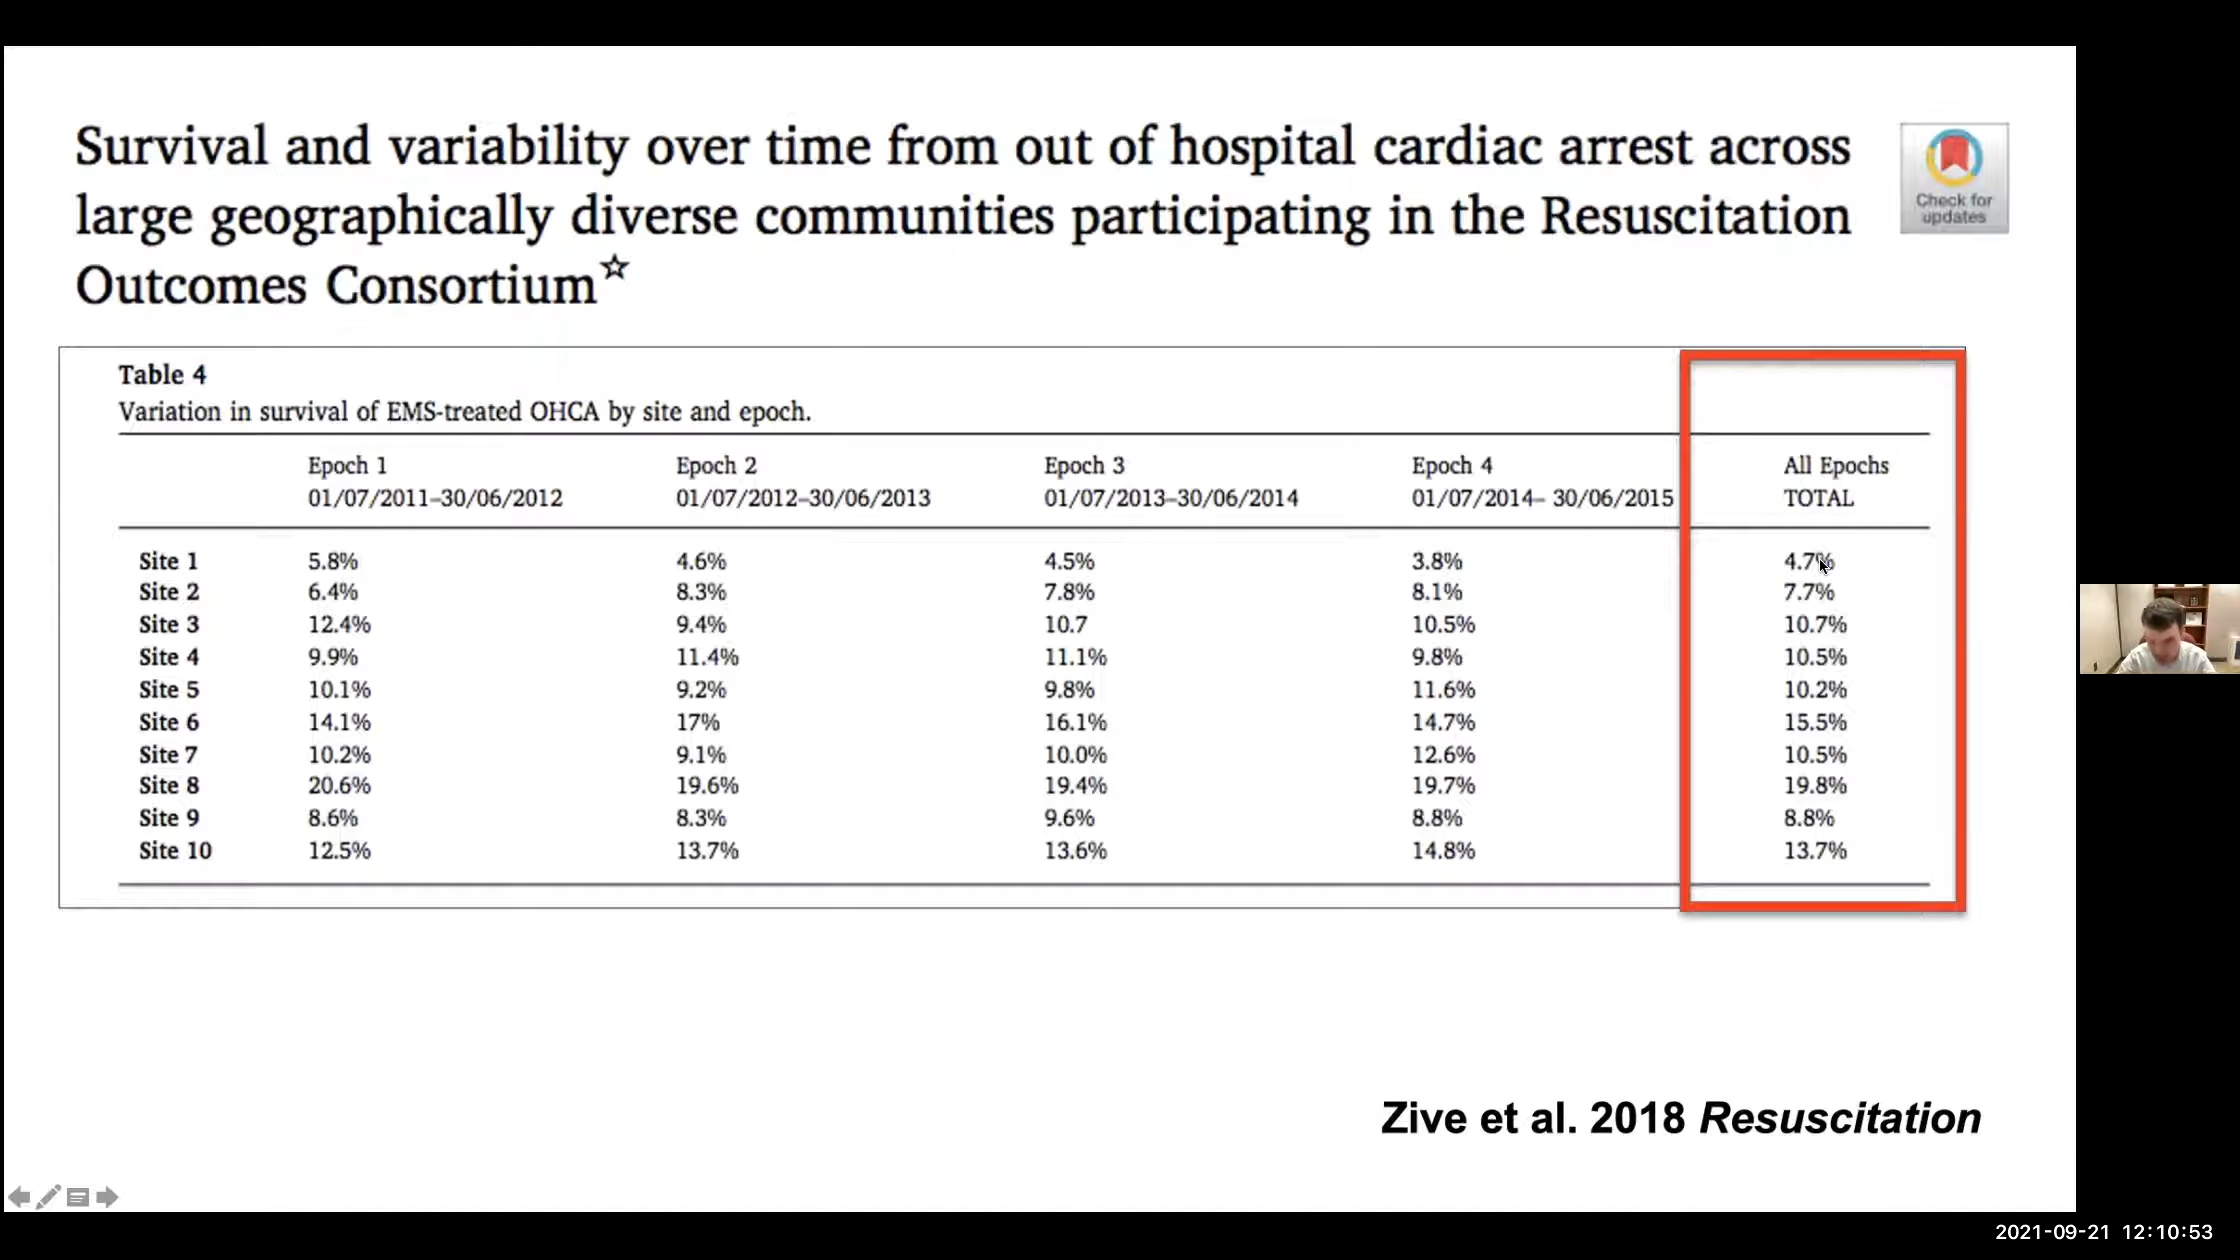 Survival and variability over time from out of hospital cardiac arrest across
large geographically diverse communities participating in the Resuscitation
Outcomes Consortium☆
Check for
updates
Table 4
Variation in survival of EMS-treated OHCA by site and epoch.
Epoch 1 Epoch 2 Epoch 3 Epoch 4 All Epochs
01/07/2011–30/06/2012 01/07/2012–30/06/2013 01/07/2013–30/06/2014 01/07/2014– 30/06/2015 TOTAL
Site 1 5.8% 4.6% 4.5% 3.8% 4.7%
Site 2 6.4% 8.3% 7.8% 8.1% 7.7%
Site 3 12.4% 9.4% 10.7 10.5% 10.7%
Site 4 9.9% 11.4% 11.1% 9.8% 10.5%
Site 5 10.1% 9.2% 9.8% 11.6% 10.2%
Site 6 14.1% 17% 16.1% 14.7% 15.5%
Site 7 10.2% 9.1% 10.0% 12.6% 10.5%
Site 8 20.6% 19.6% 19.4% 19.7% 19.8%
Site 9 8.6% 8.3% 9.6% 8.8% 8.8%
Site 10 12.5% 13.7% 13.6% 14.8% 13.7%
Zive et al. 2018 Resuscitation
2021-09-21 12:10:53